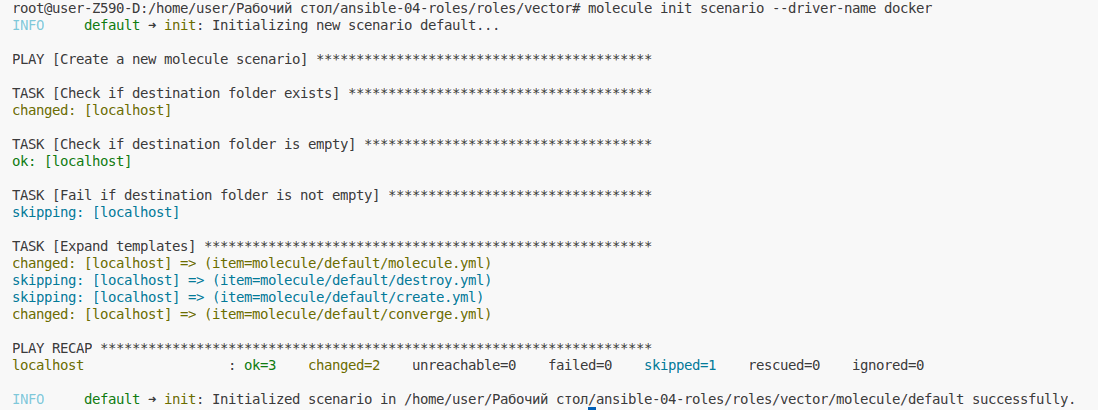 root@user-Z590-D:/home/user/Рабочий стол/ansible-04-roles/roles/vector# molecule init scenario --driver-name docker
INFO     default ➜ init: Initializing new scenario default...
PLAY [Create a new molecule scenario] ******************************************
TASK [Check if destination folder exists] **************************************
changed: [localhost]
TASK [Check if destination folder is empty] ************************************
ok: [localhost]
TASK [Fail if destination folder is not empty] *********************************
skipping: [localhost]
TASK [Expand templates] ********************************************************
changed: [localhost] => (item=molecule/default/molecule.yml)
skipping: [localhost] => (item=molecule/default/destroy.yml)
skipping: [localhost] => (item=molecule/default/create.yml)
changed: [localhost] => (item=molecule/default/converge.yml)
PLAY RECAP *********************************************************************
localhost                  : ok=3    changed=2    unreachable=0    failed=0    skipped=1    rescued=0    ignored=0
INFO     default ➜ init: Initialized scenario in /home/user/Рабочий стол/ansible-04-roles/roles/vector/molecule/default successfully.